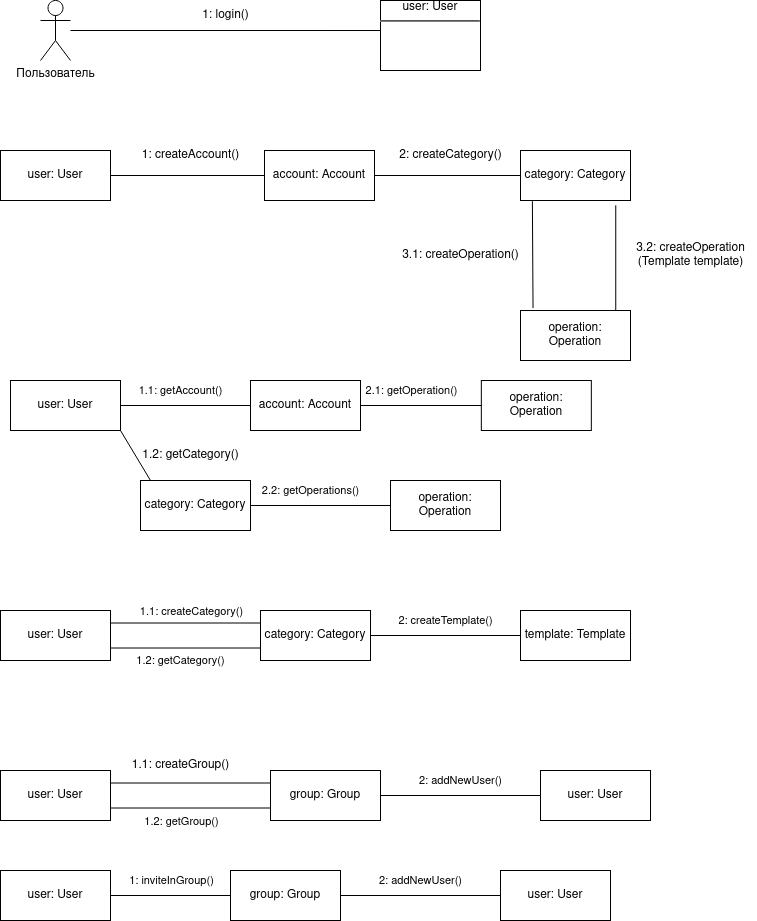 1: login()
user: User
Пользователь
user: User
1: createAccount()
account: Account
2: createCategory()
category: Category
3.1: createOperation()
3.2: createOperation
(Template template)
operation:
Operation
user: User
1.1: getAccount()
account: Account
2.1: getOperation()
operation:
Operation
1.2: getCategory()
category: Category
2.2: getOperations()
operation:
Operation
user: User
1.1: createCategory()
1.2: getCategory()
category: Category
2: createTemplate()
template: Template
user: User
1.1: createGroup()
1.2: getGroup()
group: Group
2: addNewUser()
user: User
user: User
1: inviteInGroup()
group: Group
2: addNewUser()
user: User